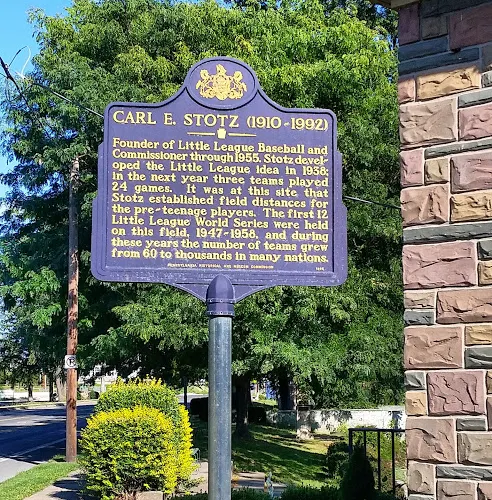 CARL E. STOTZ (1910-1992)
Founder of Little League Baseball and
Commissioner through 1955. Stotz devel-
oped the Little League idea in 1938;
in the next year three teams played
24 games. It was at this site that
Stotz established field distances for
the pre-teenage players. The first 12
Little League World Series were held
on this field, 1947-1958, and during
these years the number of teams grew
from 60 to thousands in many nations.
PENNSYLVANIA HISTORICAL AND MUSEUM COMMISSION